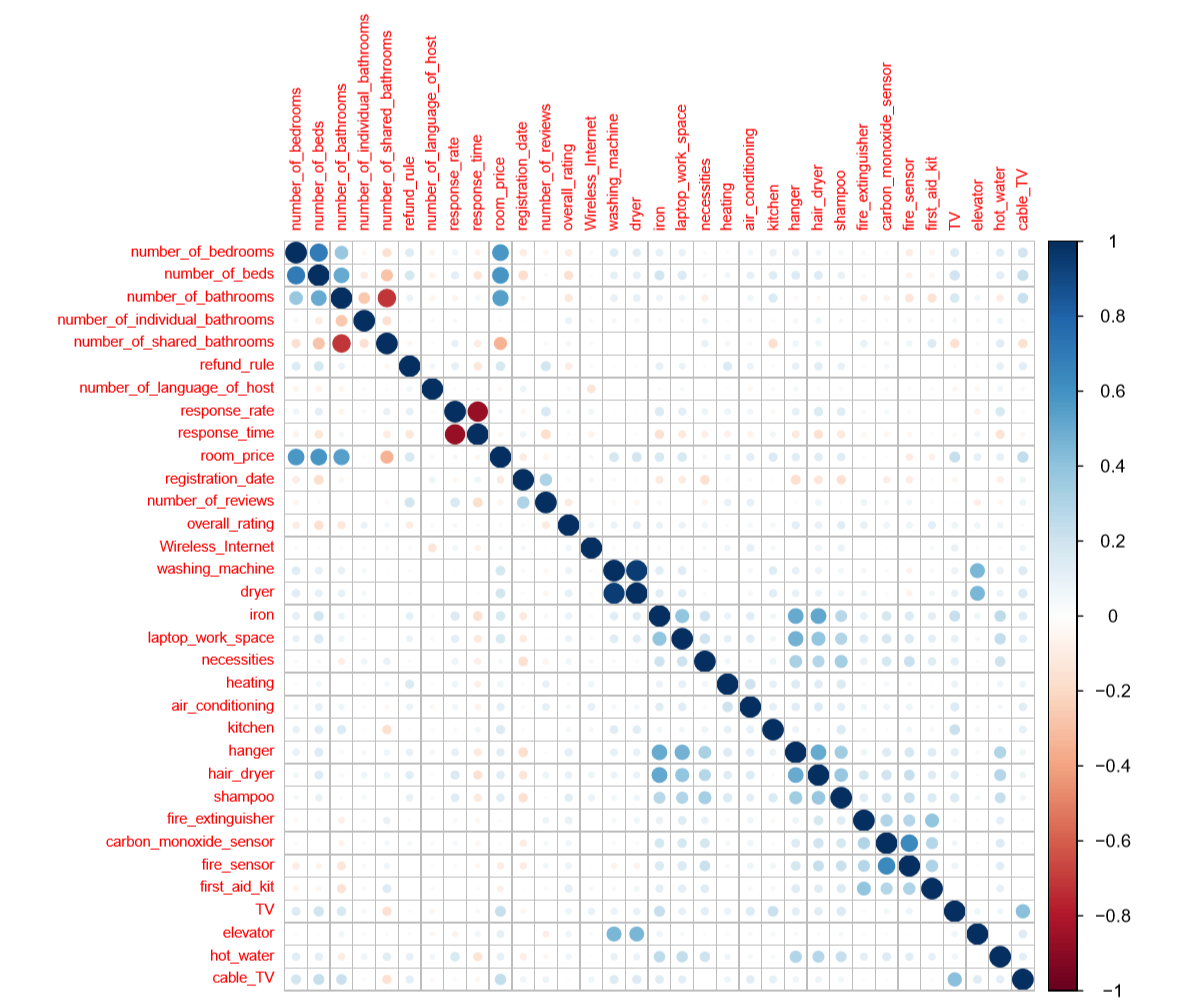 number_of_bedrooms
number_of_beds
number_of_bathrooms
number_of_individual_bathrooms
number_of_shared_bathrooms
refund_rule
number_of_language_of_host
response_rate
response_time
room_price
registration_date
number_of_reviews
overall_rating
Wireless_Internet
washing_machine
dryer
iron
laptop_work_space
necessities
heating
air_conditioning
kitchen
hanger
hair_dryer
shampoo
fire_extinguisher
carbon_monoxide_sensor
fire_sensor
first_aid_kit
TV
elevator
hot_water
cable_TV
number_of_bedrooms
number_of_beds
number_of_bathrooms
number_of_individual_bathrooms
number_of_shared_bathrooms
refund_rule
number_of_language_of_host
response_rate
response_time
room_price
registration_date
number_of_reviews
overall_rating
Wireless_Internet
washing_machine
dryer
iron
laptop_work_space
necessities
heating
air_conditioning
kitchen
hanger
hair_dryer
shampoo
fire_extinguisher
carbon_monoxide_sensor
fire_sensor
first_aid_kit
TV
elevator
hot_water
cable_TV
1
0.8
0.6
0.4
0.2
0
−0.2
−0.4
−0.6
−0.8
−1